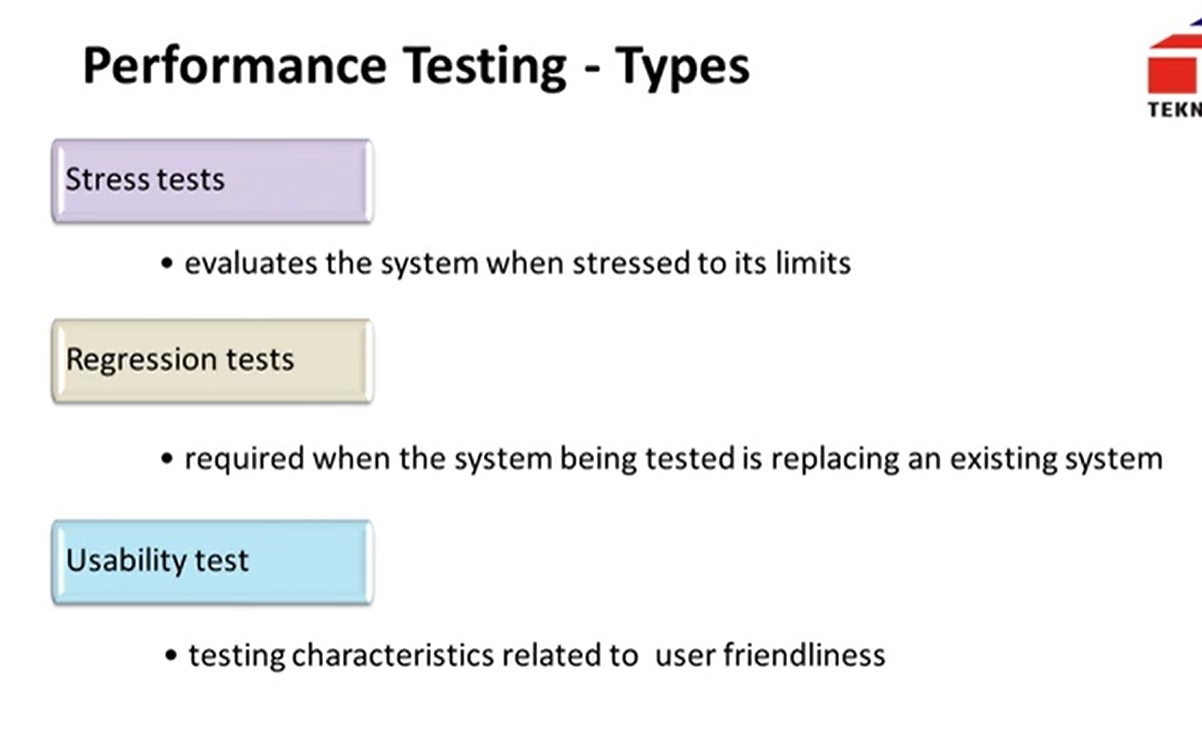 Performance Testing - Types
TEKN
Stress tests
• evaluates the system when stressed to its limits
Regression tests
• required when the system being tested is replacing an existing system
Usability test
• testing characteristics related to  user friendliness